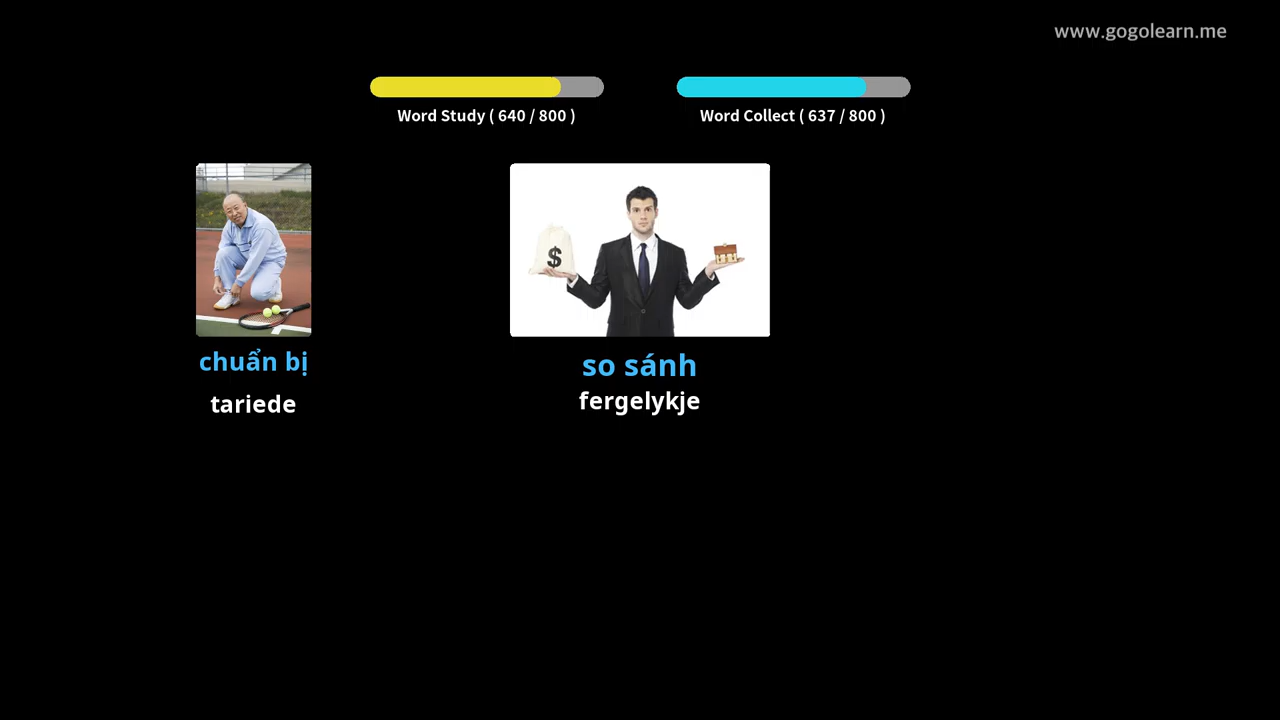 www.gogolearn.me
Word Study ( 640 / 800 )
Word Collect ( 637 / 800 )
$
chuẩn bị
tariede
so sánh
fergelykje